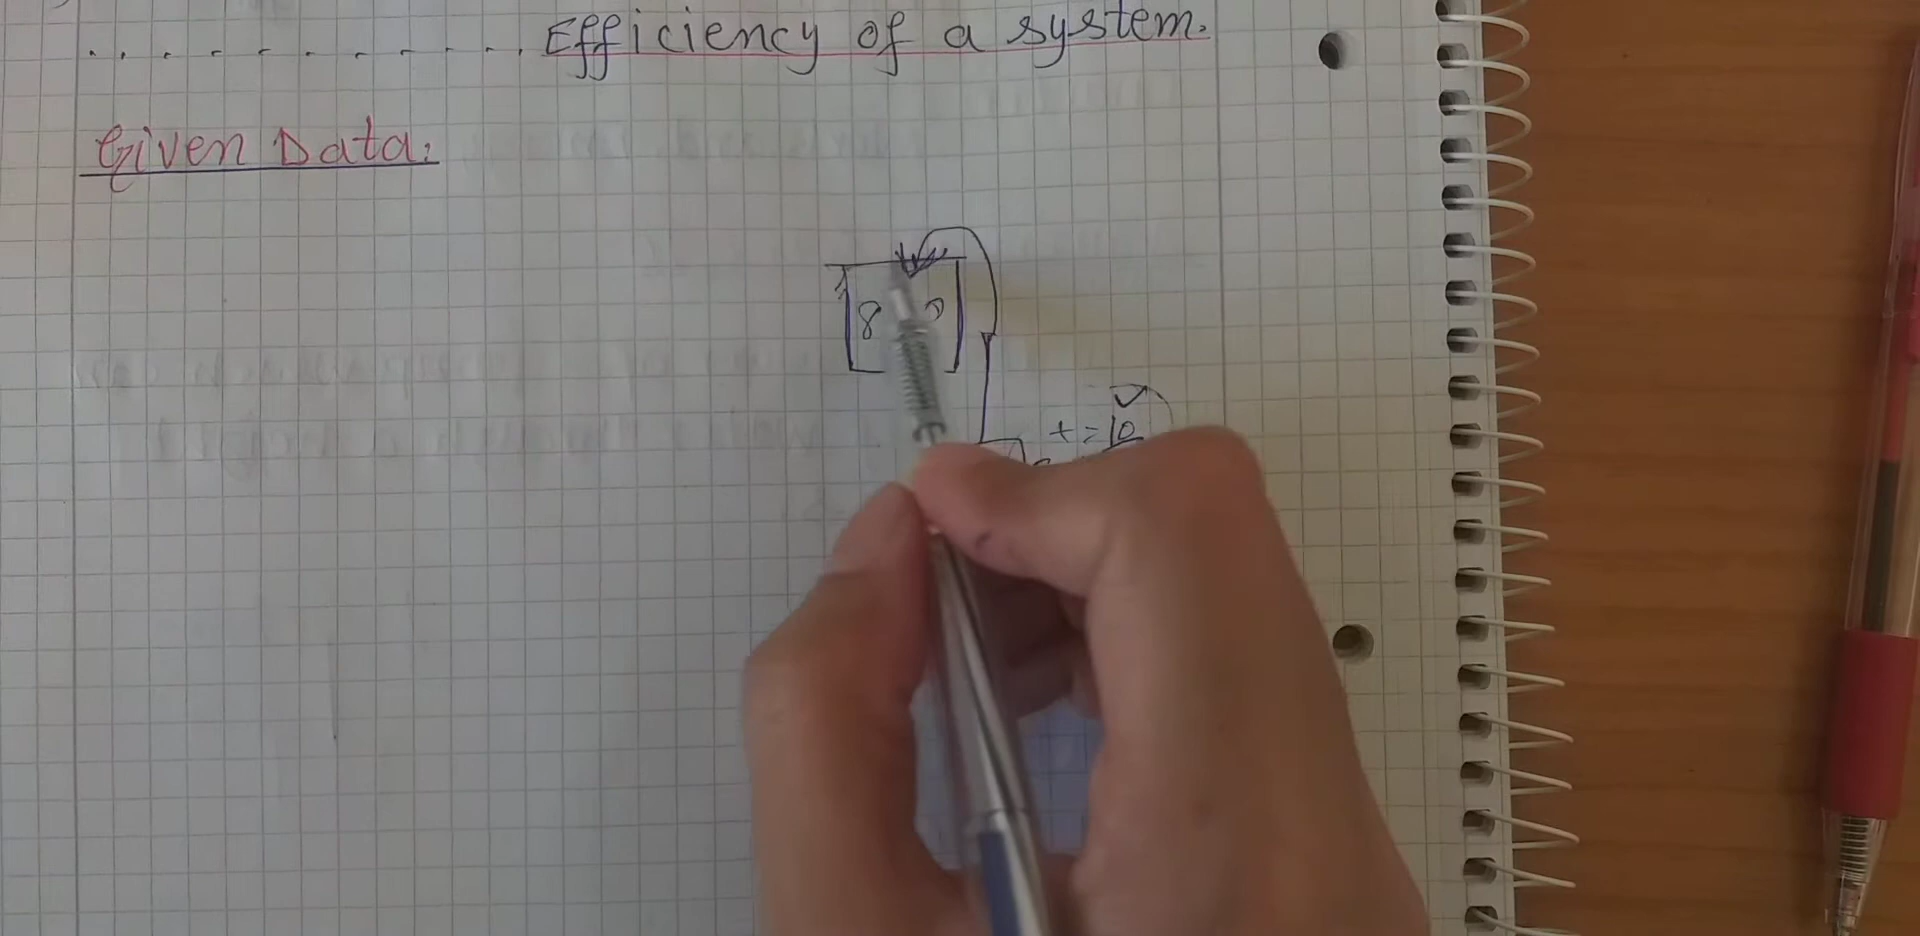 . . . . . . . . . . . Efficiency of a system.
Given Data:
8
t = 10